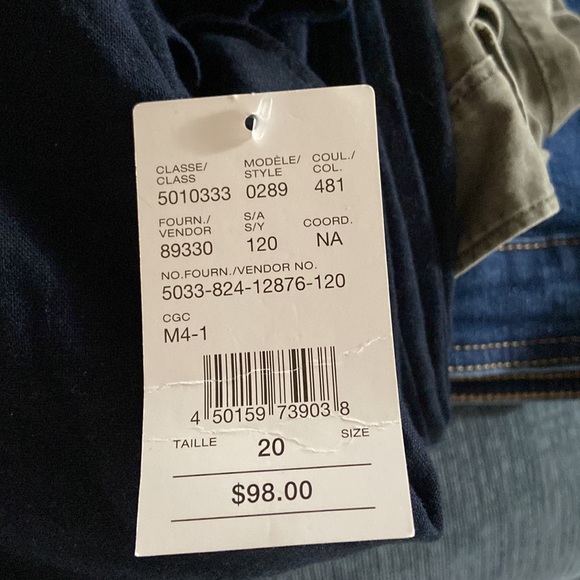 CLASSE/ MODÈLE/ COUL./
CLASS STYLE COL.
5010333 0289 481
FOURN./ S/A COORD.
VENDOR S/Y
89330 120 NA
NO.FOURN./VENDOR NO.
5033-824-12876-120
CGC
M4-1
4 50159 73903 8
TAILLE 20 SIZE
$98.00